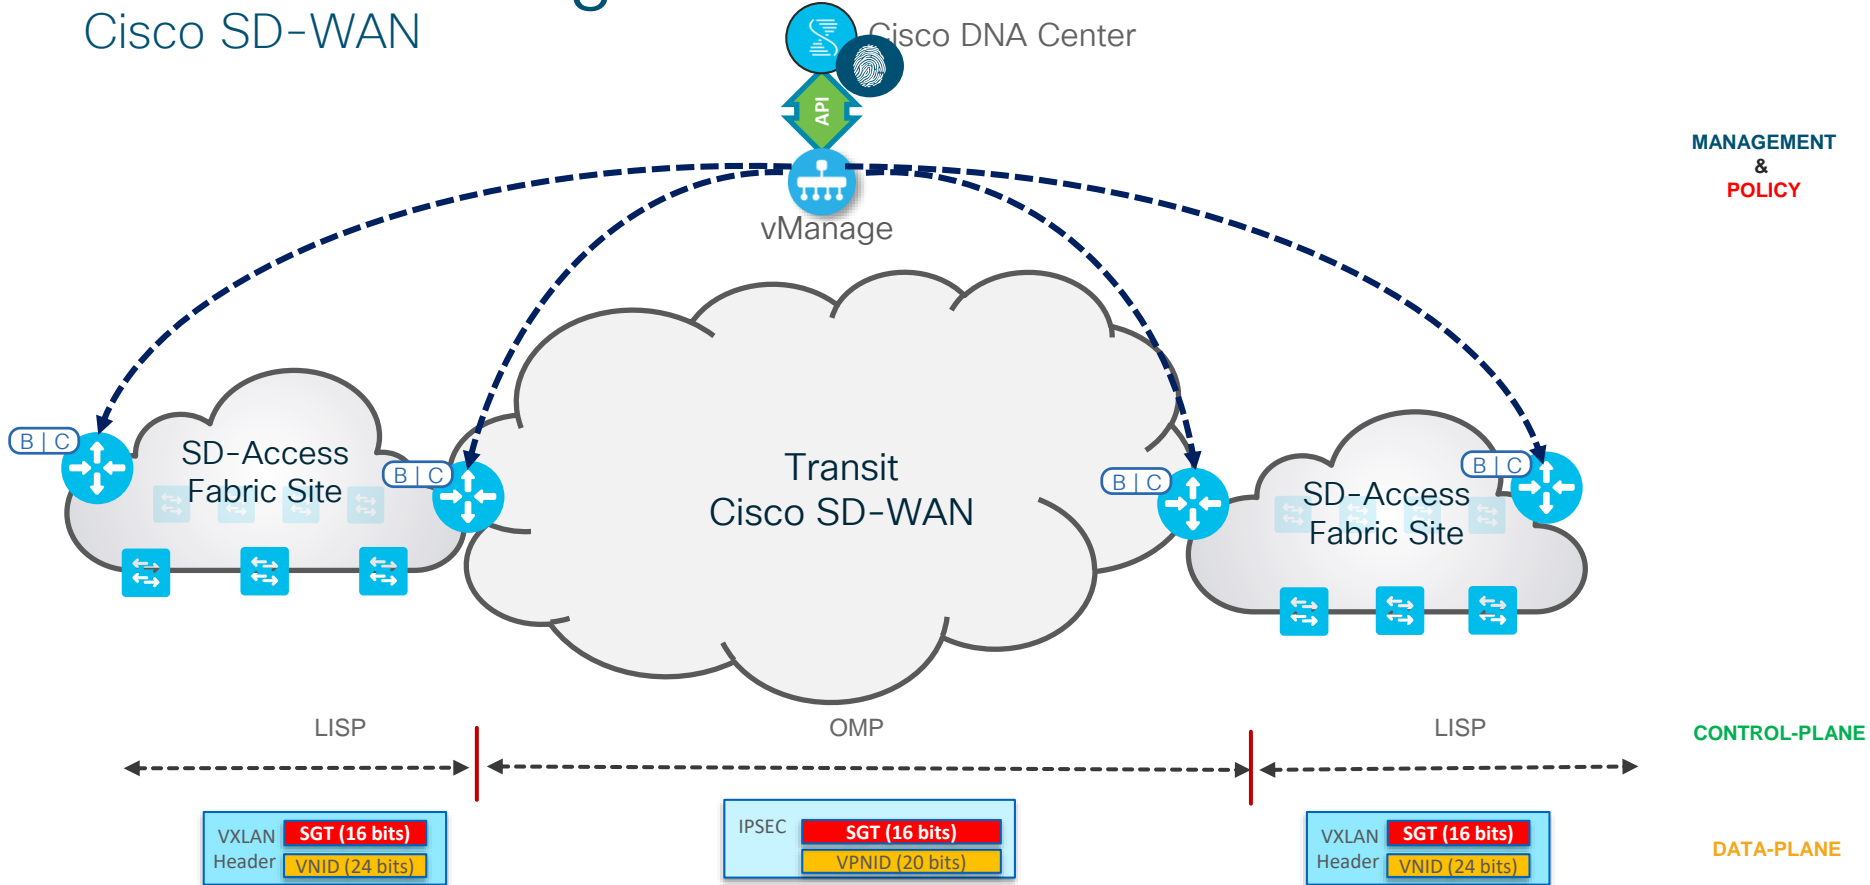 Cisco SD-WAN
Cisco DNA Center
API
MANAGEMENT
&
POLICY
vManage
B | C
SD-Access
Fabric Site
B | C
Transit
Cisco SD-WAN
B | C
SD-Access
Fabric Site
B | C
LISP
OMP
LISP
CONTROL-PLANE
VXLAN
Header
SGT (16 bits)
VNID (24 bits)
IPSEC
SGT (16 bits)
VPNID (20 bits)
VXLAN
Header
SGT (16 bits)
VNID (24 bits)
DATA-PLANE